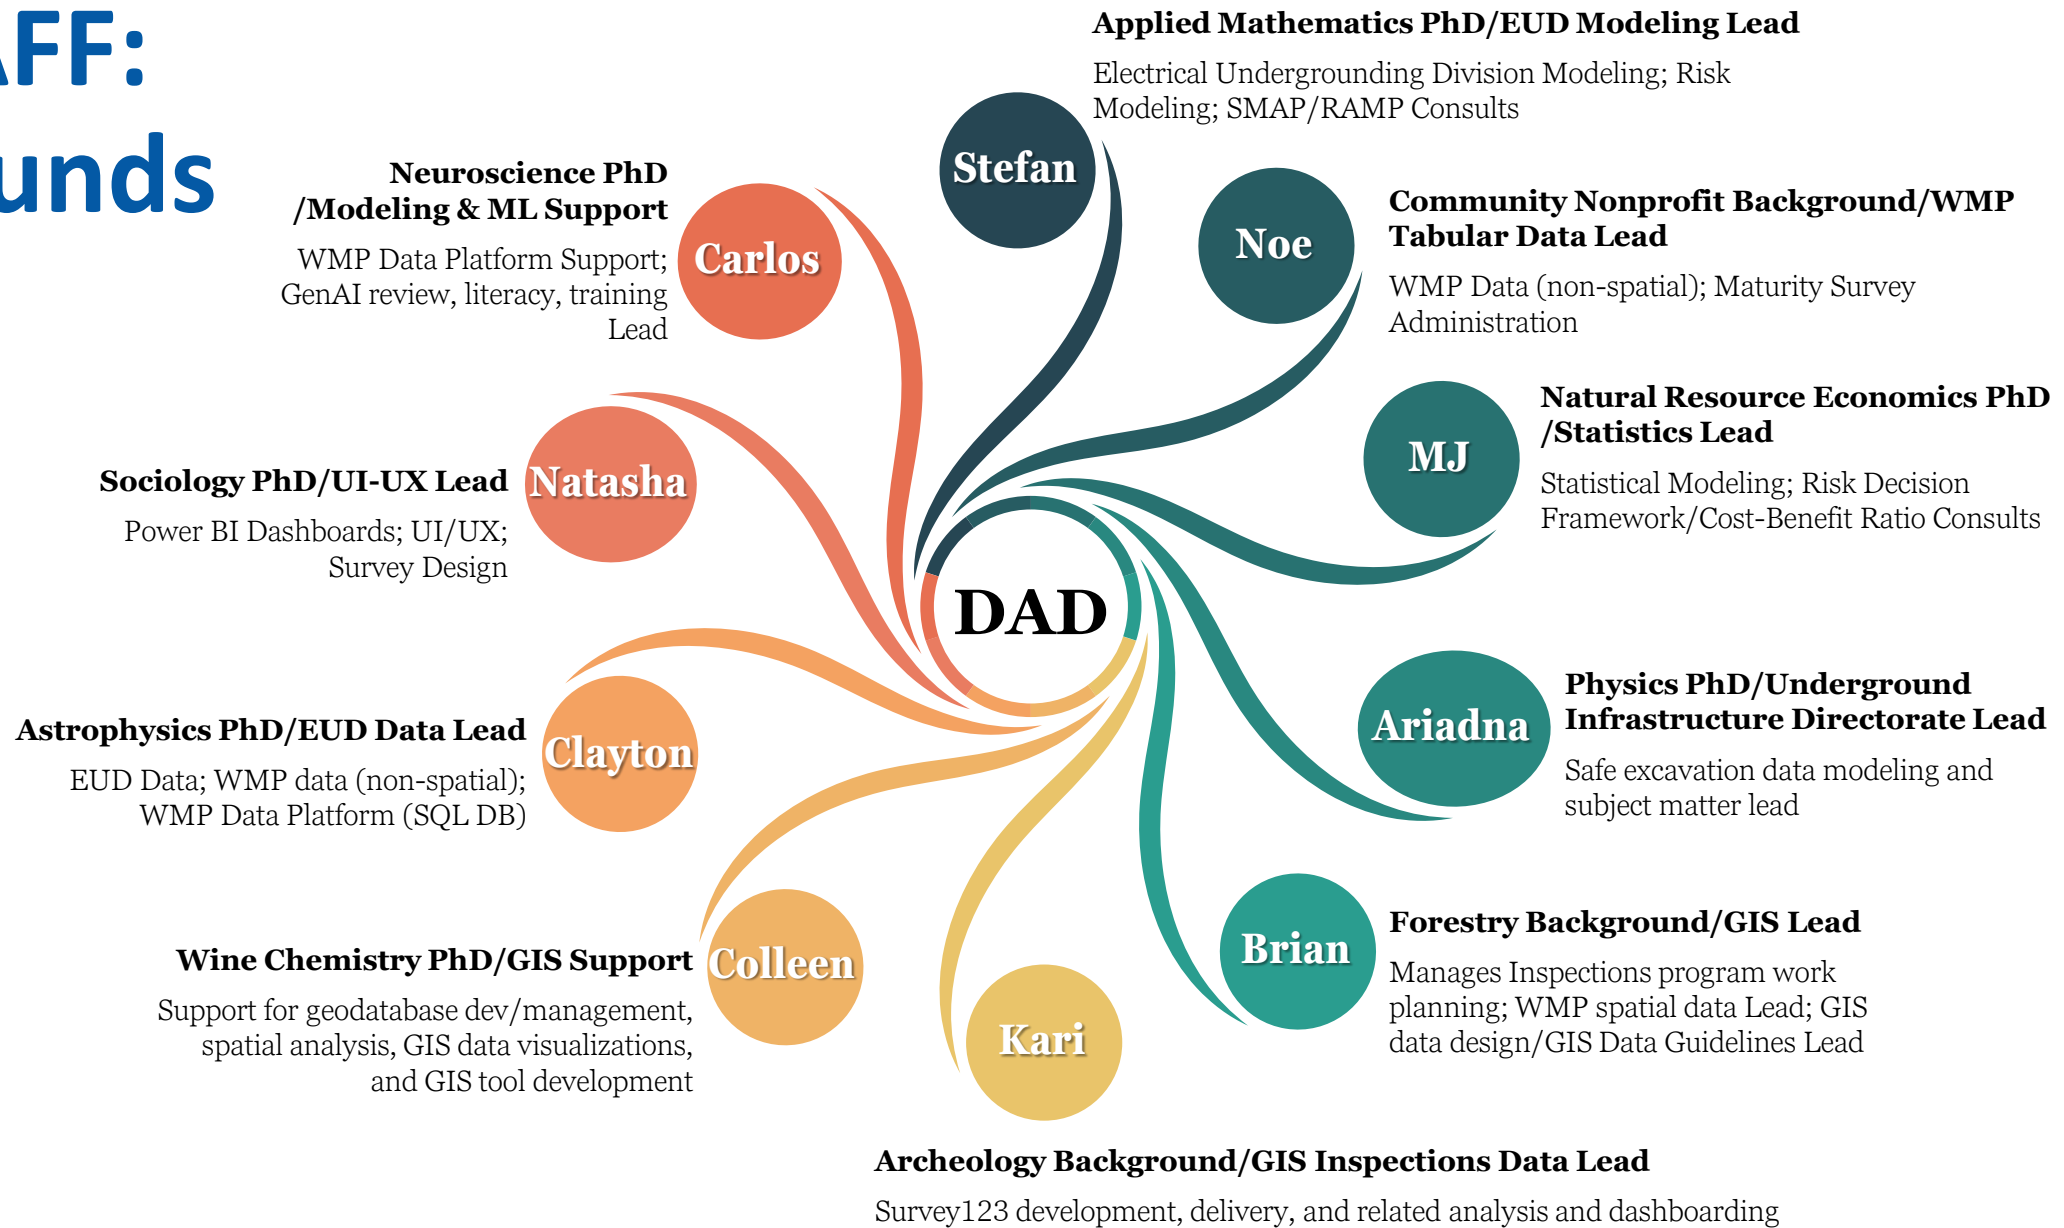 AFF:
unds
Applied Mathematics PhD/EUD Modeling Lead
Electrical Undergrounding Division Modeling; Risk
Modeling; SMAP/RAMP Consults
Stefan
Neuroscience PhD
/Modeling & ML Support
WMP Data Platform Support;
GenAI review, literacy, training
Lead
Carlos
Noe
Community Nonprofit Background/WMP
Tabular Data Lead
WMP Data (non-spatial); Maturity Survey
Administration
MJ
Natural Resource Economics PhD
/Statistics Lead
Statistical Modeling; Risk Decision
Framework/Cost-Benefit Ratio Consults
Sociology PhD/UI-UX Lead
Power BI Dashboards; UI/UX;
Survey Design
Natasha
DAD
Astrophysics PhD/EUD Data Lead
EUD Data; WMP data (non-spatial);
WMP Data Platform (SQL DB)
Clayton
Ariadna
Physics PhD/Underground
Infrastructure Directorate Lead
Safe excavation data modeling and
subject matter lead
Wine Chemistry PhD/GIS Support
Support for geodatabase dev/management,
spatial analysis, GIS data visualizations,
and GIS tool development
Colleen
Brian
Forestry Background/GIS Lead
Manages Inspections program work
planning; WMP spatial data Lead; GIS
data design/GIS Data Guidelines Lead
Kari
Archeology Background/GIS Inspections Data Lead
Survey123 development, delivery, and related analysis and dashboarding